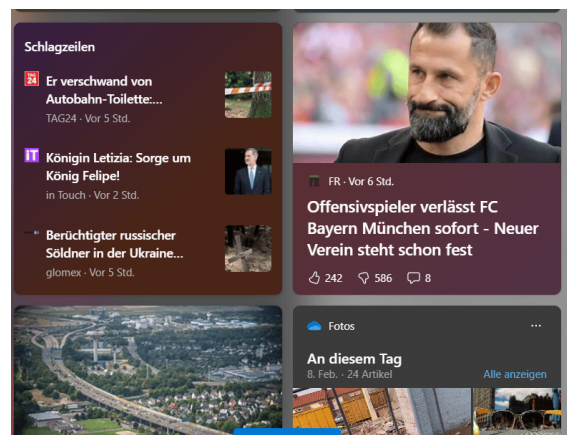 Schlagzeilen
TAG
24
Er verschwand von
Autobahn-Toilette:...
TAG24 · Vor 5 Std.
IT
Königin Letizia: Sorge um
König Felipe!
in Touch · Vor 2 Std.
Berüchtigter russischer
Söldner in der Ukraine...
glomex · Vor 5 Std.
FR · Vor 6 Std.
Offensivspieler verlässt FC
Bayern München sofort - Neuer
Verein steht schon fest
242 586 8
Fotos
...
An diesem Tag
8. Feb. · 24 Artikel
Alle anzeigen